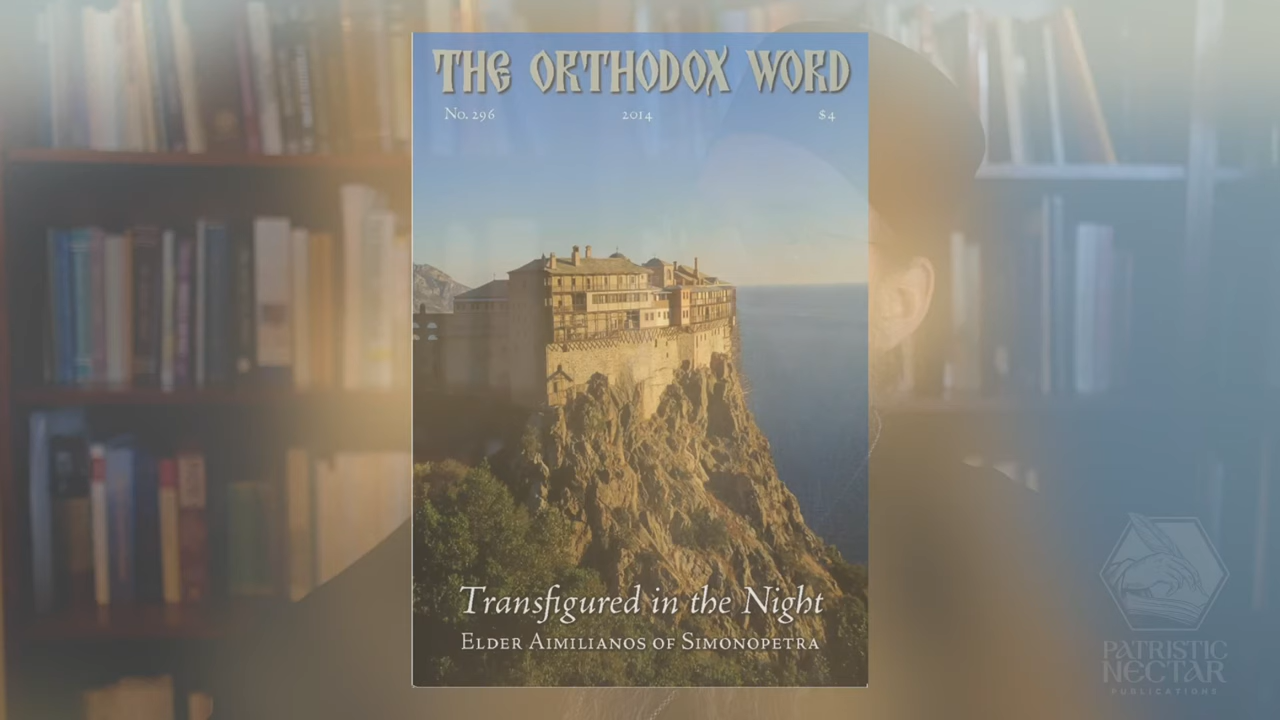 THE ORTHODOX WORD
No. 296 2014 $4
Transfigured in the Night
ELDER AIMILIANOS OF SIMONOPETRA
PATRISTIC
NECTAR
PUBLICATIONS